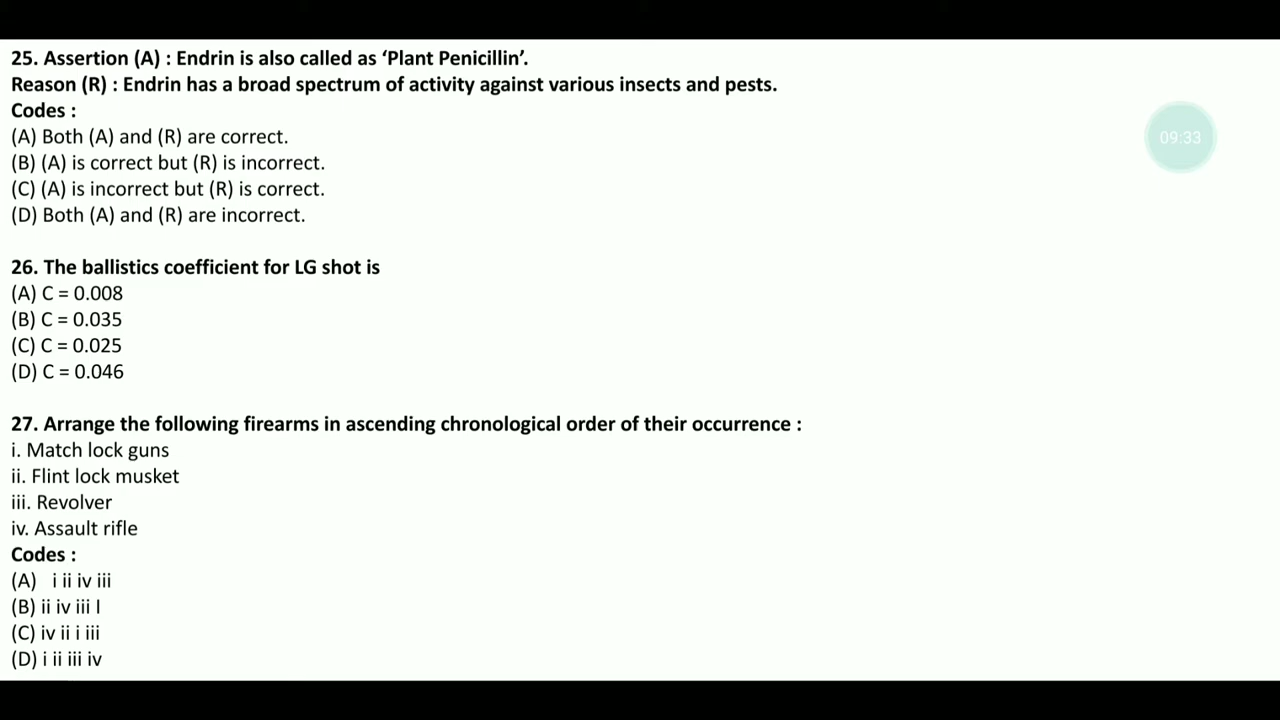 25. Assertion (A) : Endrin is also called as ‘Plant Penicillin’.
Reason (R) : Endrin has a broad spectrum of activity against various insects and pests.
Codes :
(A) Both (A) and (R) are correct.
(B) (A) is correct but (R) is incorrect.
(C) (A) is incorrect but (R) is correct.
(D) Both (A) and (R) are incorrect.
09:33
26. The ballistics coefficient for LG shot is
(A) C = 0.008
(B) C = 0.035
(C) C = 0.025
(D) C = 0.046
27. Arrange the following firearms in ascending chronological order of their occurrence :
i. Match lock guns
ii. Flint lock musket
iii. Revolver
iv. Assault rifle
Codes :
(A) i ii iv iii
(B) ii iv iii I
(C) iv ii i iii
(D) i ii iii iv